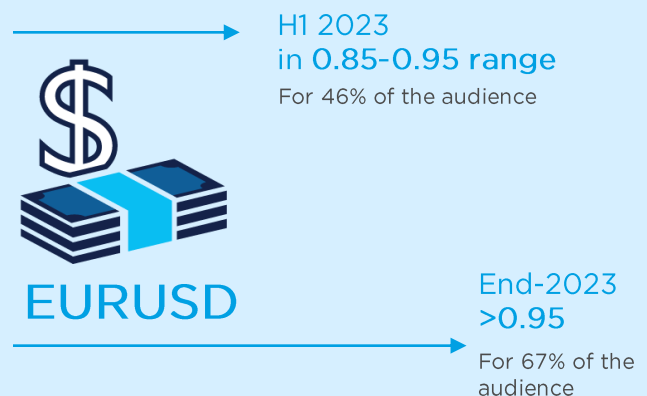 H1 2023
in 0.85-0.95 range
For 46% of the audience
$
EURUSD
End-2023
>0.95
For 67% of the
audience